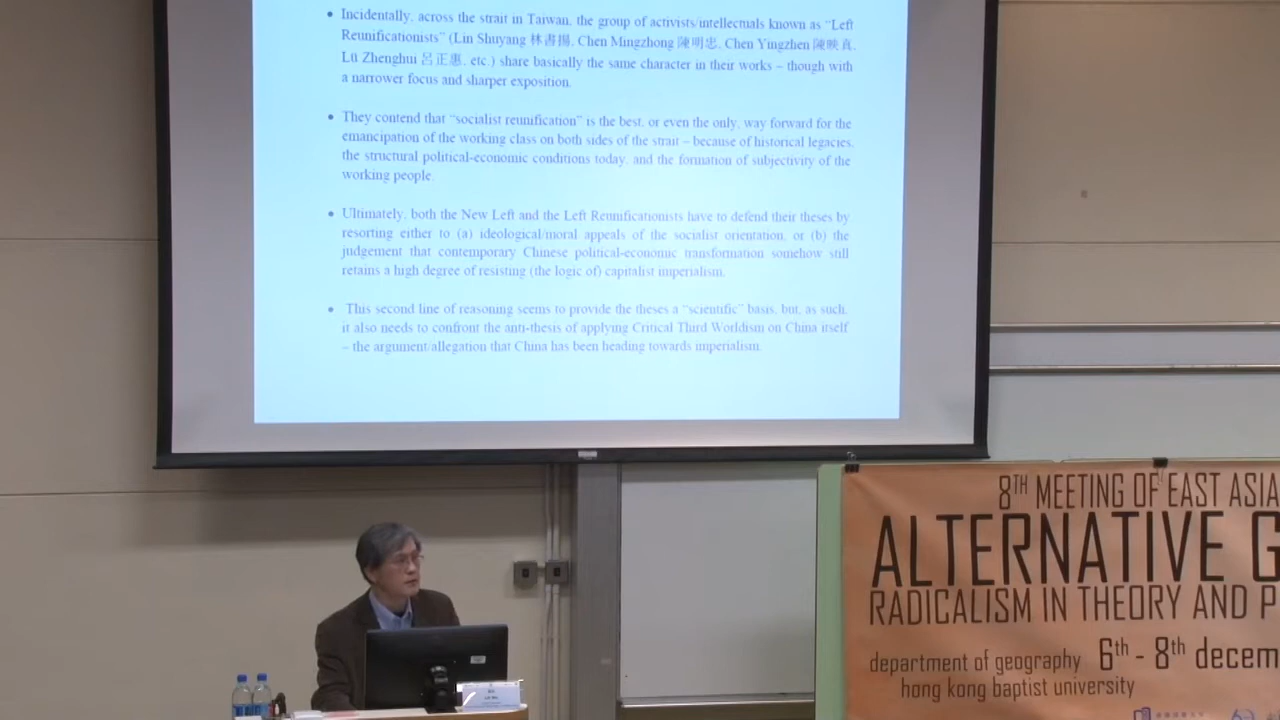 • Incidentally, across the strait in Taiwan, the group of activists/intellectuals known as “Left
Reunificationists” (Lin Shuyang 林書揚, Chen Mingzhong 陳明忠, Chen Yingzhen 陳映真,
Lü Zhenghui 呂正惠, etc.) share basically the same character in their works – though with
a narrower focus and sharper exposition.
• They contend that “socialist reunification” is the best, or even the only, way forward for the
emancipation of the working class on both sides of the strait – because of historical legacies,
the structural political-economic conditions today, and the formation of subjectivity of the
working people.
• Ultimately, both the New Left and the Left Reunificationists have to defend their theses by
resorting either to (a) ideological/moral appeals of the socialist orientation, or (b) the
judgement that contemporary Chinese political-economic transformation somehow still
retains a high degree of resisting (the logic of) capitalist imperialism.
• This second line of reasoning seems to provide the theses a “scientific” basis, but, as such,
it also needs to confront the anti-thesis of applying Critical Third Worldism on China itself
– the argument/allegation that China has been heading towards imperialism.
8TH MEETING OF EAST ASIA
ALTERNATIVE G
RADICALISM IN THEORY AND P
department of geography 6th - 8th decem
hong kong baptist university